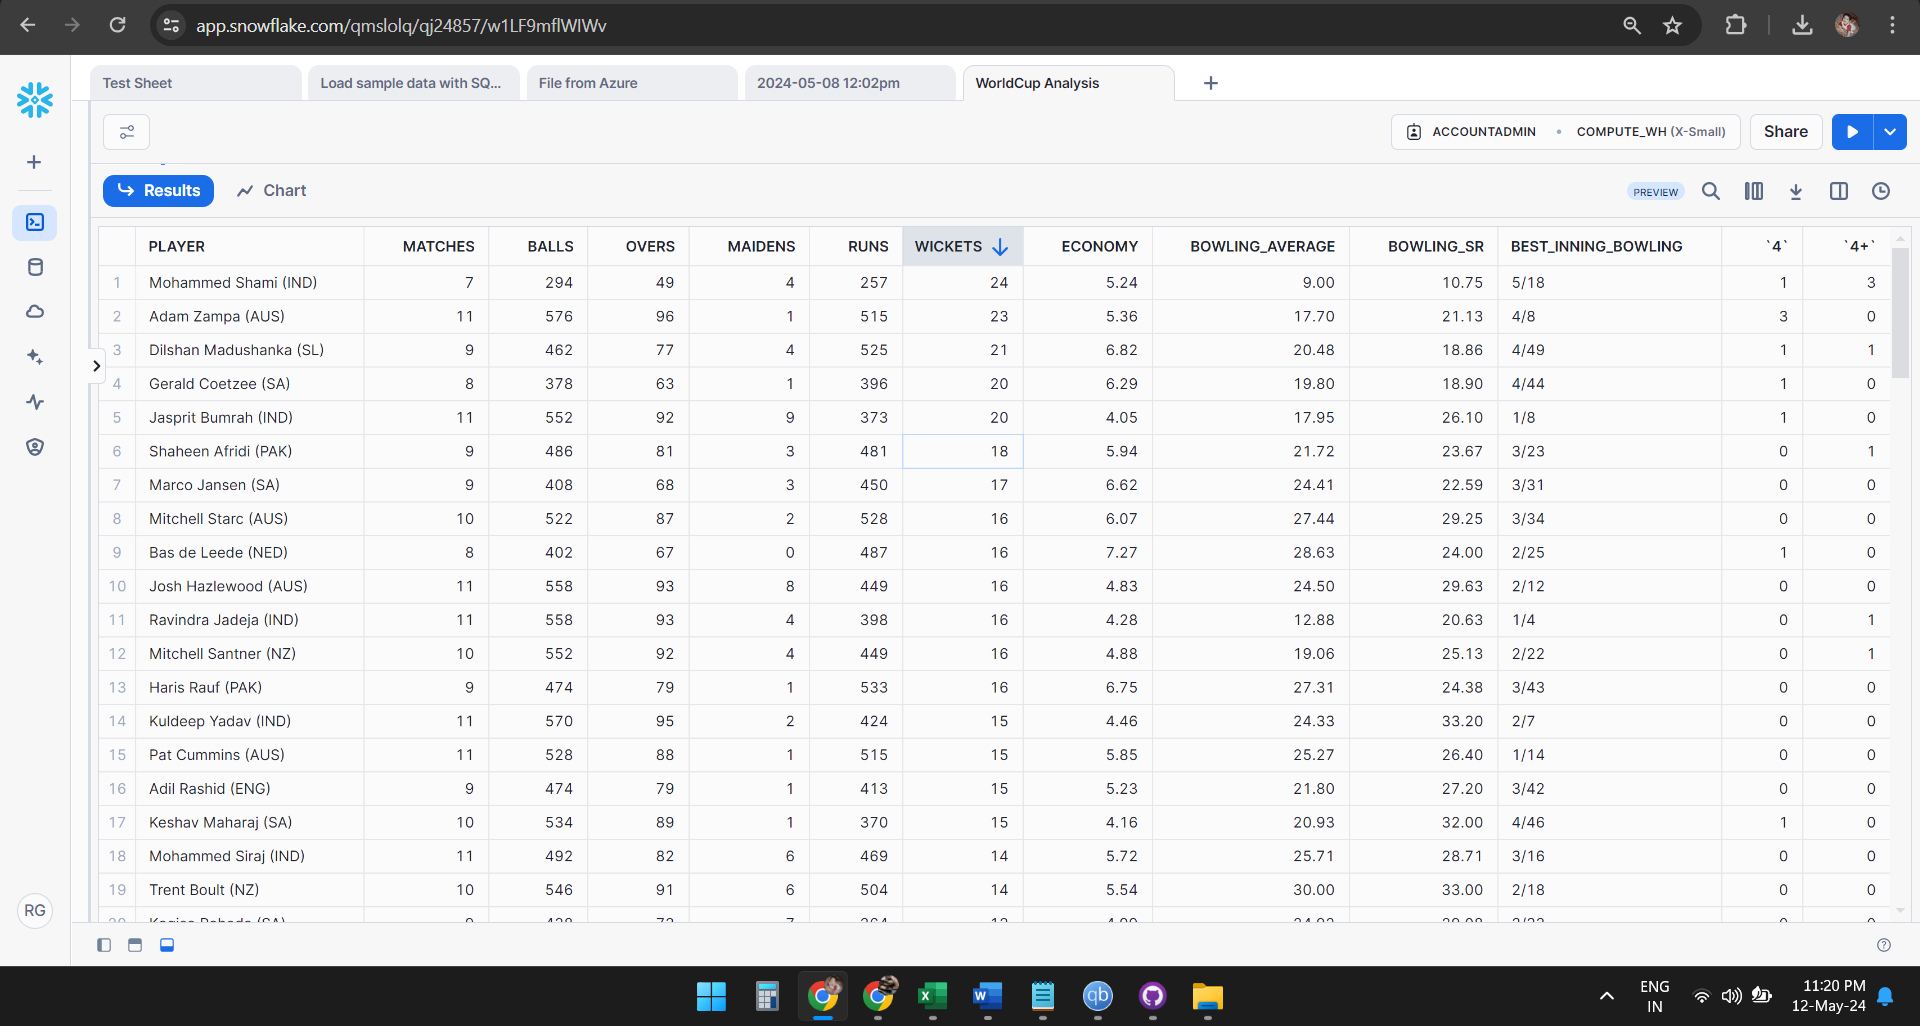 app.snowflake.com/qmslolq/qj24857/w1LF9mflWIWv
Test Sheet Load sample data with SQ... File from Azure 2024-05-08 12:02pm WorldCup Analysis
ACCOUNTADMIN • COMPUTE_WH (X-Small) Share
Results Chart PREVIEW
PLAYER MATCHES BALLS OVERS MAIDENS RUNS WICKETS ECONOMY BOWLING_AVERAGE BOWLING_SR BEST_INNING_BOWLING `4` `4+`
1 Mohammed Shami (IND) 7 294 49 4 257 24 5.24 9.00 10.75 5/18 1 3
2 Adam Zampa (AUS) 11 576 96 1 515 23 5.36 17.70 21.13 4/8 3 0
3 Dilshan Madushanka (SL) 9 462 77 4 525 21 6.82 20.48 18.86 4/49 1 1
4 Gerald Coetzee (SA) 8 378 63 1 396 20 6.29 19.80 18.90 4/44 1 0
5 Jasprit Bumrah (IND) 11 552 92 9 373 20 4.05 17.95 26.10 1/8 1 0
6 Shaheen Afridi (PAK) 9 486 81 3 481 18 5.94 21.72 23.67 3/23 0 1
7 Marco Jansen (SA) 9 408 68 3 450 17 6.62 24.41 22.59 3/31 0 0
8 Mitchell Starc (AUS) 10 522 87 2 528 16 6.07 27.44 29.25 3/34 0 0
9 Bas de Leede (NED) 8 402 67 0 487 16 7.27 28.63 24.00 2/25 1 0
10 Josh Hazlewood (AUS) 11 558 93 8 449 16 4.83 24.50 29.63 2/12 0 0
11 Ravindra Jadeja (IND) 11 558 93 4 398 16 4.28 12.88 20.63 1/4 0 1
12 Mitchell Santner (NZ) 10 552 92 4 449 16 4.88 19.06 25.13 2/22 0 1
13 Haris Rauf (PAK) 9 474 79 1 533 16 6.75 27.31 24.38 3/43 0 0
14 Kuldeep Yadav (IND) 11 570 95 2 424 15 4.46 24.33 33.20 2/7 0 0
15 Pat Cummins (AUS) 11 528 88 1 515 15 5.85 25.27 26.40 1/14 0 0
16 Adil Rashid (ENG) 9 474 79 1 413 15 5.23 21.80 27.20 3/42 0 0
17 Keshav Maharaj (SA) 10 534 89 1 370 15 4.16 20.93 32.00 4/46 1 0
18 Mohammed Siraj (IND) 11 492 82 6 469 14 5.72 25.71 28.71 3/16 0 0
19 Trent Boult (NZ) 10 546 91 6 504 14 5.54 30.00 33.00 2/18 0 0
RG
ENG
IN
11:20 PM
12-May-24